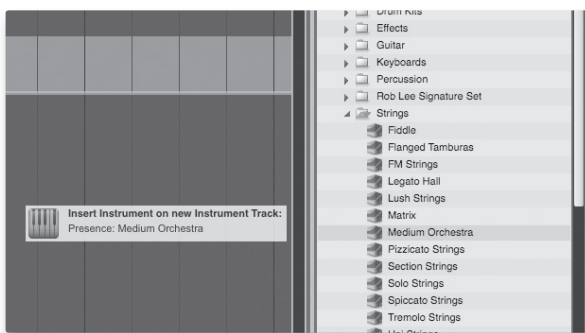 Drum Kits
Effects
Guitar
Keyboards
Percussion
Rob Lee Signature Set
Strings
Fiddle
Flanged Tamburas
FM Strings
Legato Hall
Lush Strings
Matrix
Medium Orchestra
Pizzicato Strings
Section Strings
Solo Strings
Spiccato Strings
Tremolo Strings
Insert Instrument on new Instrument Track:
Presence: Medium Orchestra